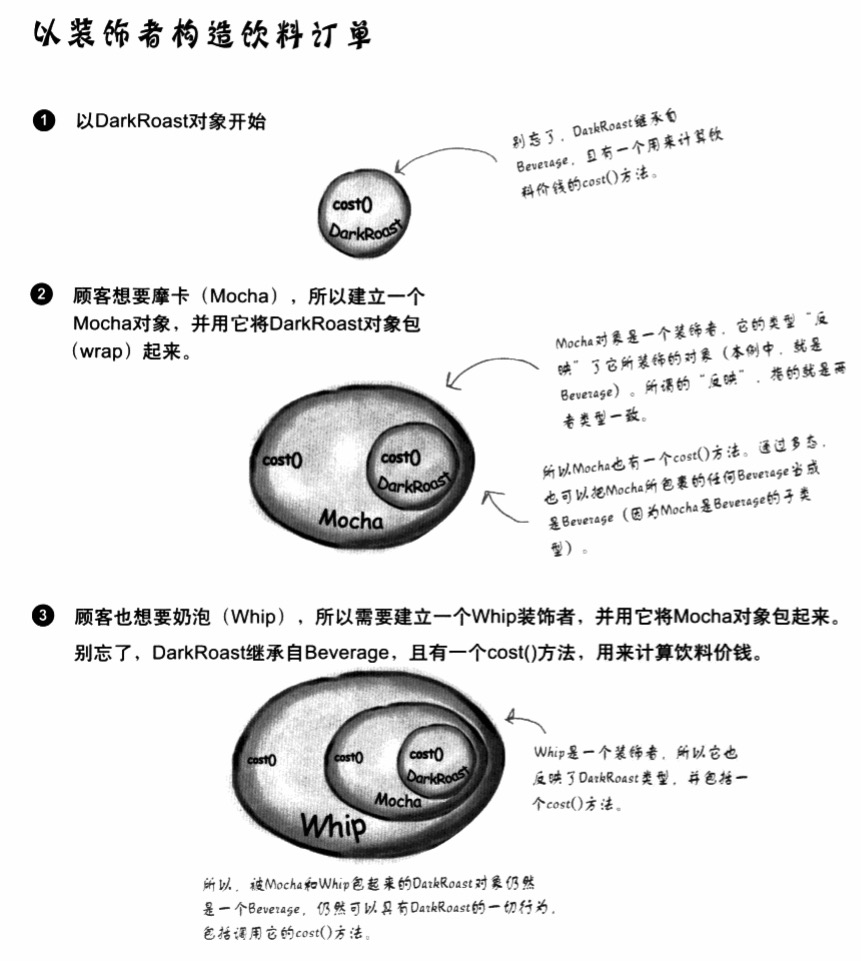 以装饰者构造饮料订单
1 以DarkRoast对象开始
别忘了，DarkRoast继承自
Beverage，且有一个用来计算饮
料价钱的cost()方法。
cost()
DarkRoast
2 顾客想要摩卡（Mocha），所以建立一个
Mocha对象，并用它将DarkRoast对象包
（wrap）起来。
Mocha对象是一个装饰者，它的类型“反
映”了它所装饰的对象（本例中，就是
Beverage）。所谓的“反映”，指的就是两
者类型一致。
cost()
cost()
DarkRoast
Mocha
所以Mocha也有一个cost()方法。通过多态，
也可以把Mocha所包裹的任何Beverage当成
是Beverage（因为Mocha是Beverage的子类
型）。
3 顾客也想要奶泡（Whip），所以需要建立一个Whip装饰者，并用它将Mocha对象包起来。
别忘了，DarkRoast继承自Beverage，且有一个cost()方法，用来计算饮料价钱。
cost()
cost()
cost()
DarkRoast
Mocha
Whip
Whip是一个装饰者，所以它也
反映了DarkRoast类型，并包括一
个cost()方法。
所以，被Mocha和Whip包起来的DarkRoast对象仍然
是一个Beverage，仍然可以具有DarkRoast的一切行为，
包括调用它的cost()方法。